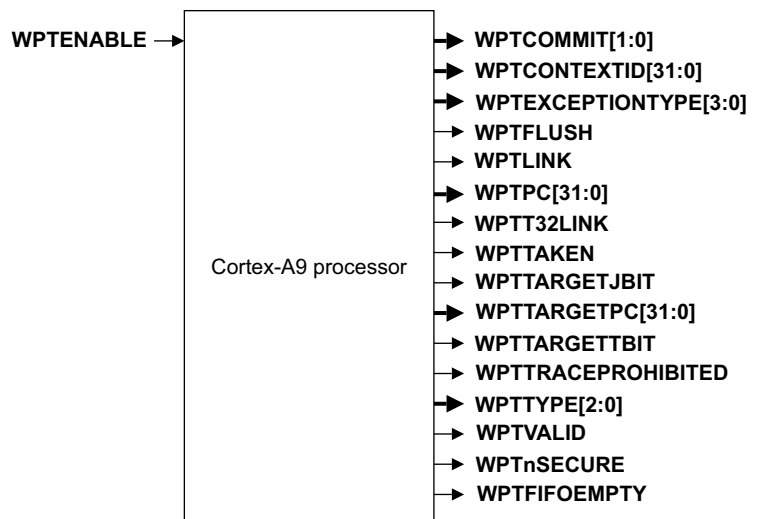 WPTENABLE
WPTCOMMIT[1:0]
WPTCONTEXTID[31:0]
WPTEXCEPTIONTYPE[3:0]
WPTFLUSH
WPTLINK
WPTPC[31:0]
WPTT32LINK
WPTTAKEN
Cortex-A9 processor
WPTTARGETJBIT
WPTTARGETPC[31:0]
WPTTARGETTBIT
WPTTRACEPROHIBITED
WPTTYPE[2:0]
WPTVALID
WPTnSECURE
WPTFIFOEMPTY